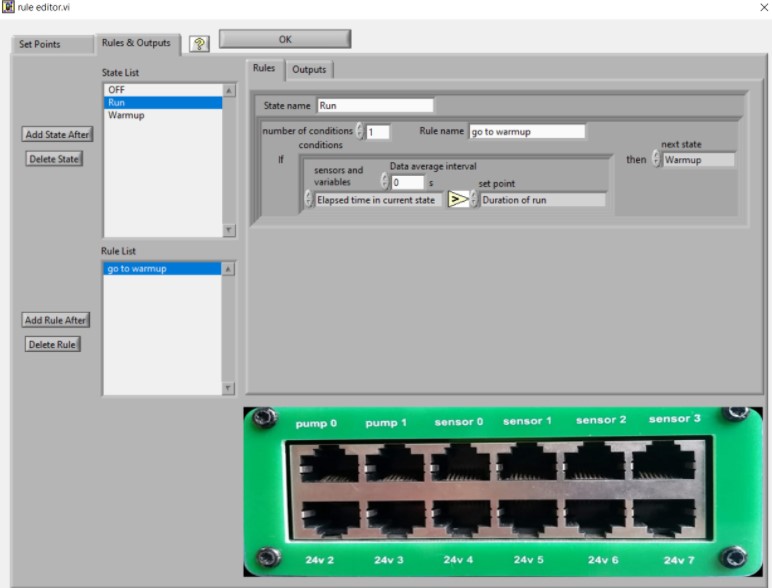 rule editor.vi
Set Points
Rules & Outputs
OK
State List
OFF
Run
Warmup
Add State After
Delete State
Rule List
go to warmup
Add Rule After
Delete Rule
Rules
Outputs
State name Run
number of conditions 1 Rule name go to warmup
conditions
next state
If
then Warmup
sensors and variables
Data average interval
0 s
set point
Elapsed time in current state > Duration of run
pump 0 pump 1 sensor 0 sensor 1 sensor 2 sensor 3
24v 2 24v 3 24v 4 24v 5 24v 6 24v 7